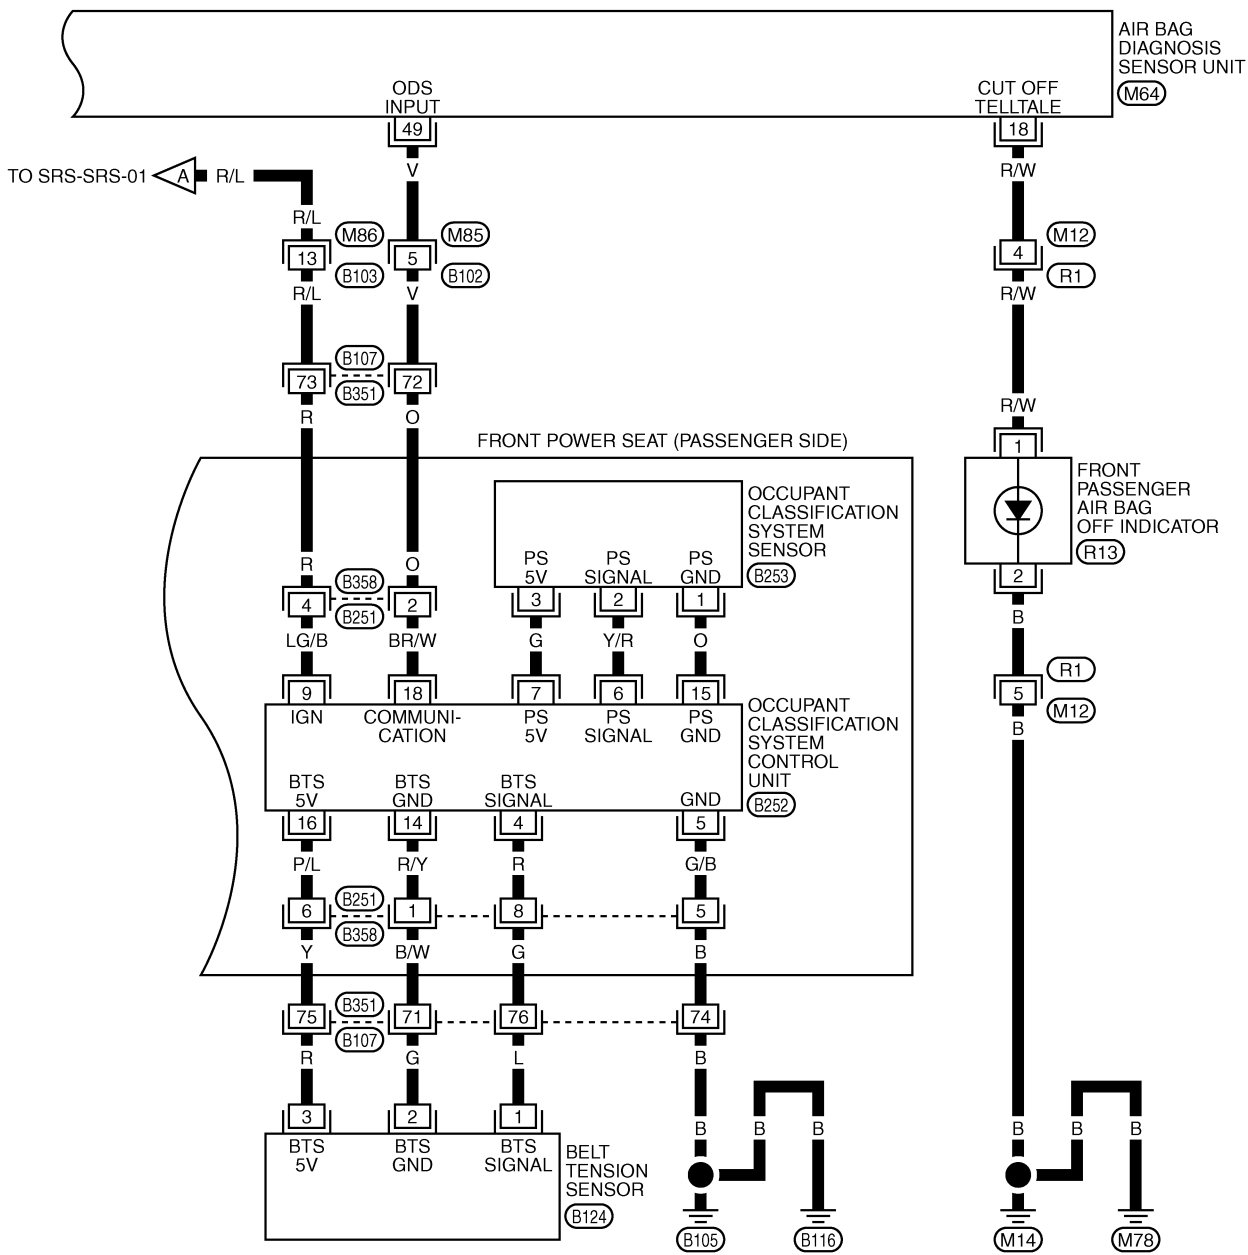 AIR BAG
DIAGNOSIS
SENSOR UNIT
M64
ODS
INPUT
CUT OFF
TELLTALE
49
18
V
R/W
TO SRS-SRS-01
A
R/L
R/L
M86
M85
M12
13
5
4
B103
B102
R1
R/L
V
R/W
B107
73
72
B351
R
O
R/W
FRONT POWER SEAT (PASSENGER SIDE)
1
FRONT
PASSENGER
AIR BAG
OFF INDICATOR
R13
2
B
OCCUPANT
CLASSIFICATION
SYSTEM
SENSOR
B253
PS
5V
PS
SIGNAL
PS
GND
R
O
B358
4
2
B251
3
2
1
LG/B
BR/W
G
Y/R
O
R1
9
18
7
6
15
5
M12
B
IGN
COMMUNI-
CATION
PS
5V
PS
SIGNAL
PS
GND
OCCUPANT
CLASSIFICATION
SYSTEM
CONTROL
UNIT
B252
BTS
5V
BTS
GND
BTS
SIGNAL
GND
16
14
4
5
P/L
R/Y
R
G/B
B251
6
1
8
5
B358
Y
B/W
G
B
B351
75
71
76
74
B107
R
G
L
B
3
2
1
BTS
5V
BTS
GND
BTS
SIGNAL
BELT
TENSION
SENSOR
B124
B
B
B
B
B
B
B105
B116
M14
M78